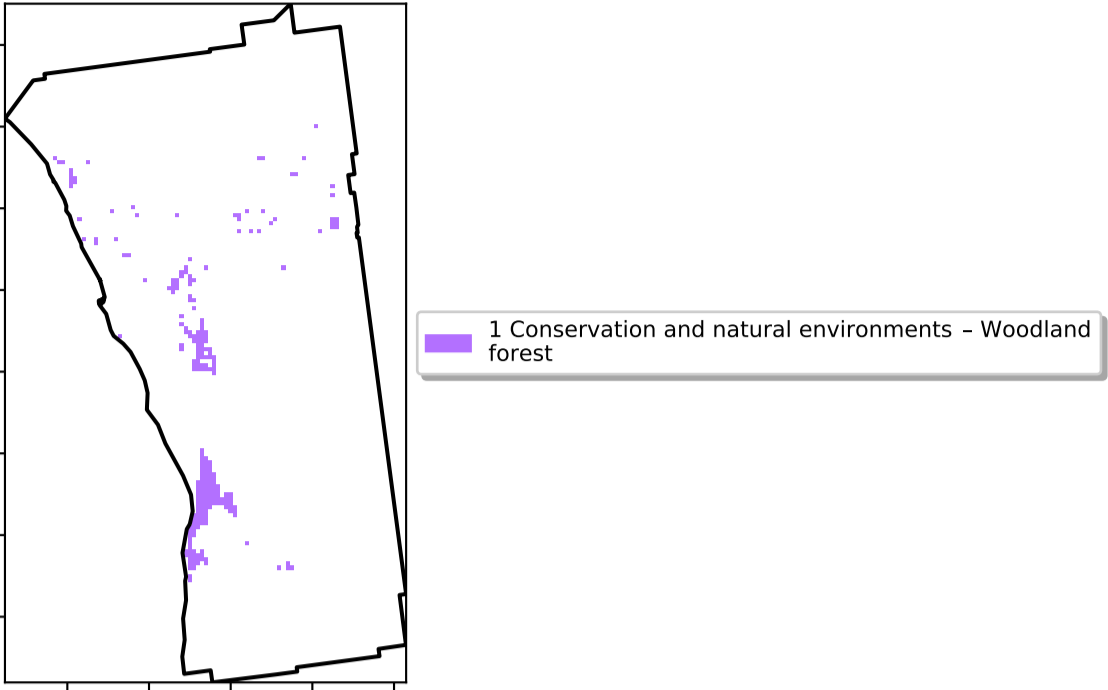 1 Conservation and natural environments – Woodland
forest